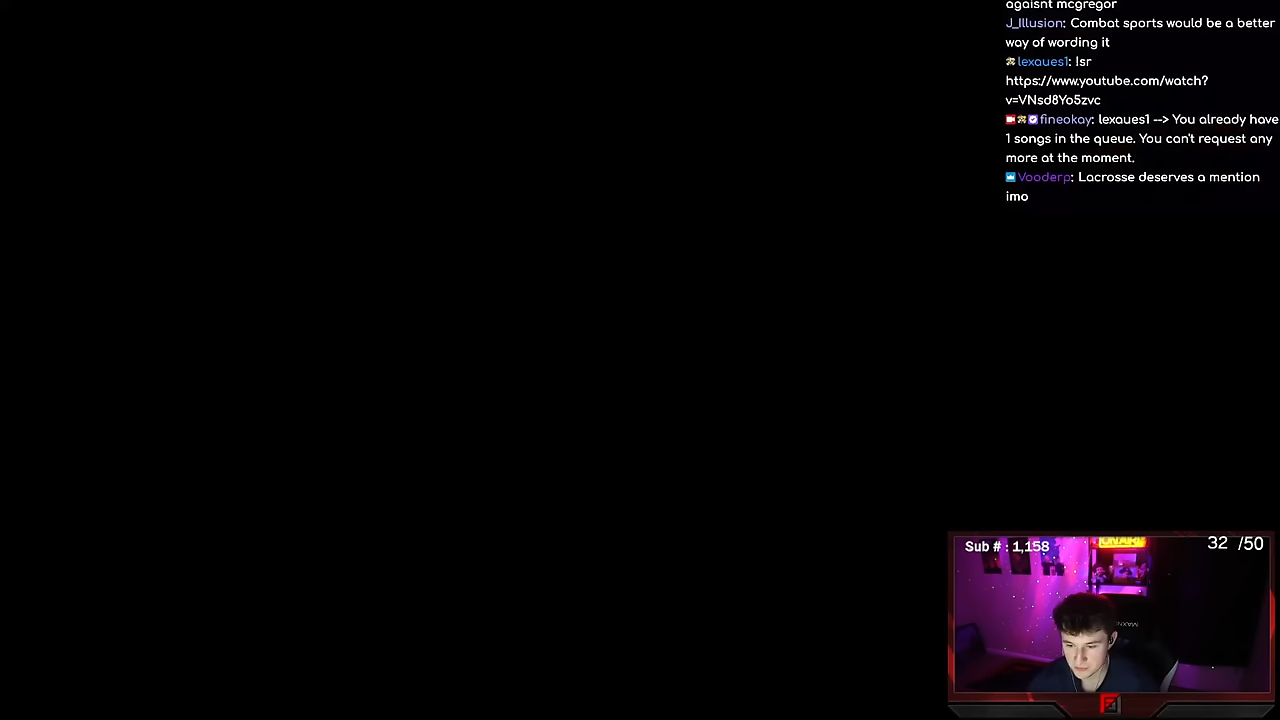 agaisnt mcgregor
J_Illusion: Combat sports would be a better
way of wording it
lexaues1: !sr
https://www.youtube.com/watch?
v=VNsd8Yo5zvc
fineokay: lexaues1 --> You already have
1 songs in the queue. You can't request any
more at the moment.
Vooderp: Lacrosse deserves a mention
imo
Sub # : 1,158
32 /50